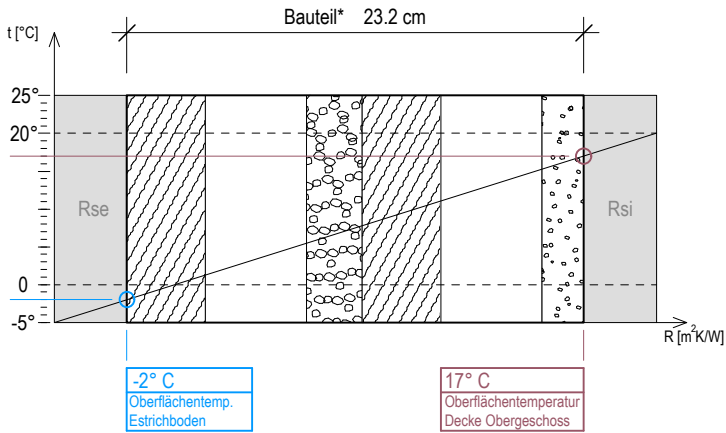 Bauteil* 23.2 cm
t [°C]
25°
20°
Rse
Rsi
0
-5°
R [m²K/W]
-2° C
Oberflächentemp.
Estrichboden
17° C
Oberflächentemperatur
Decke Obergeschoss